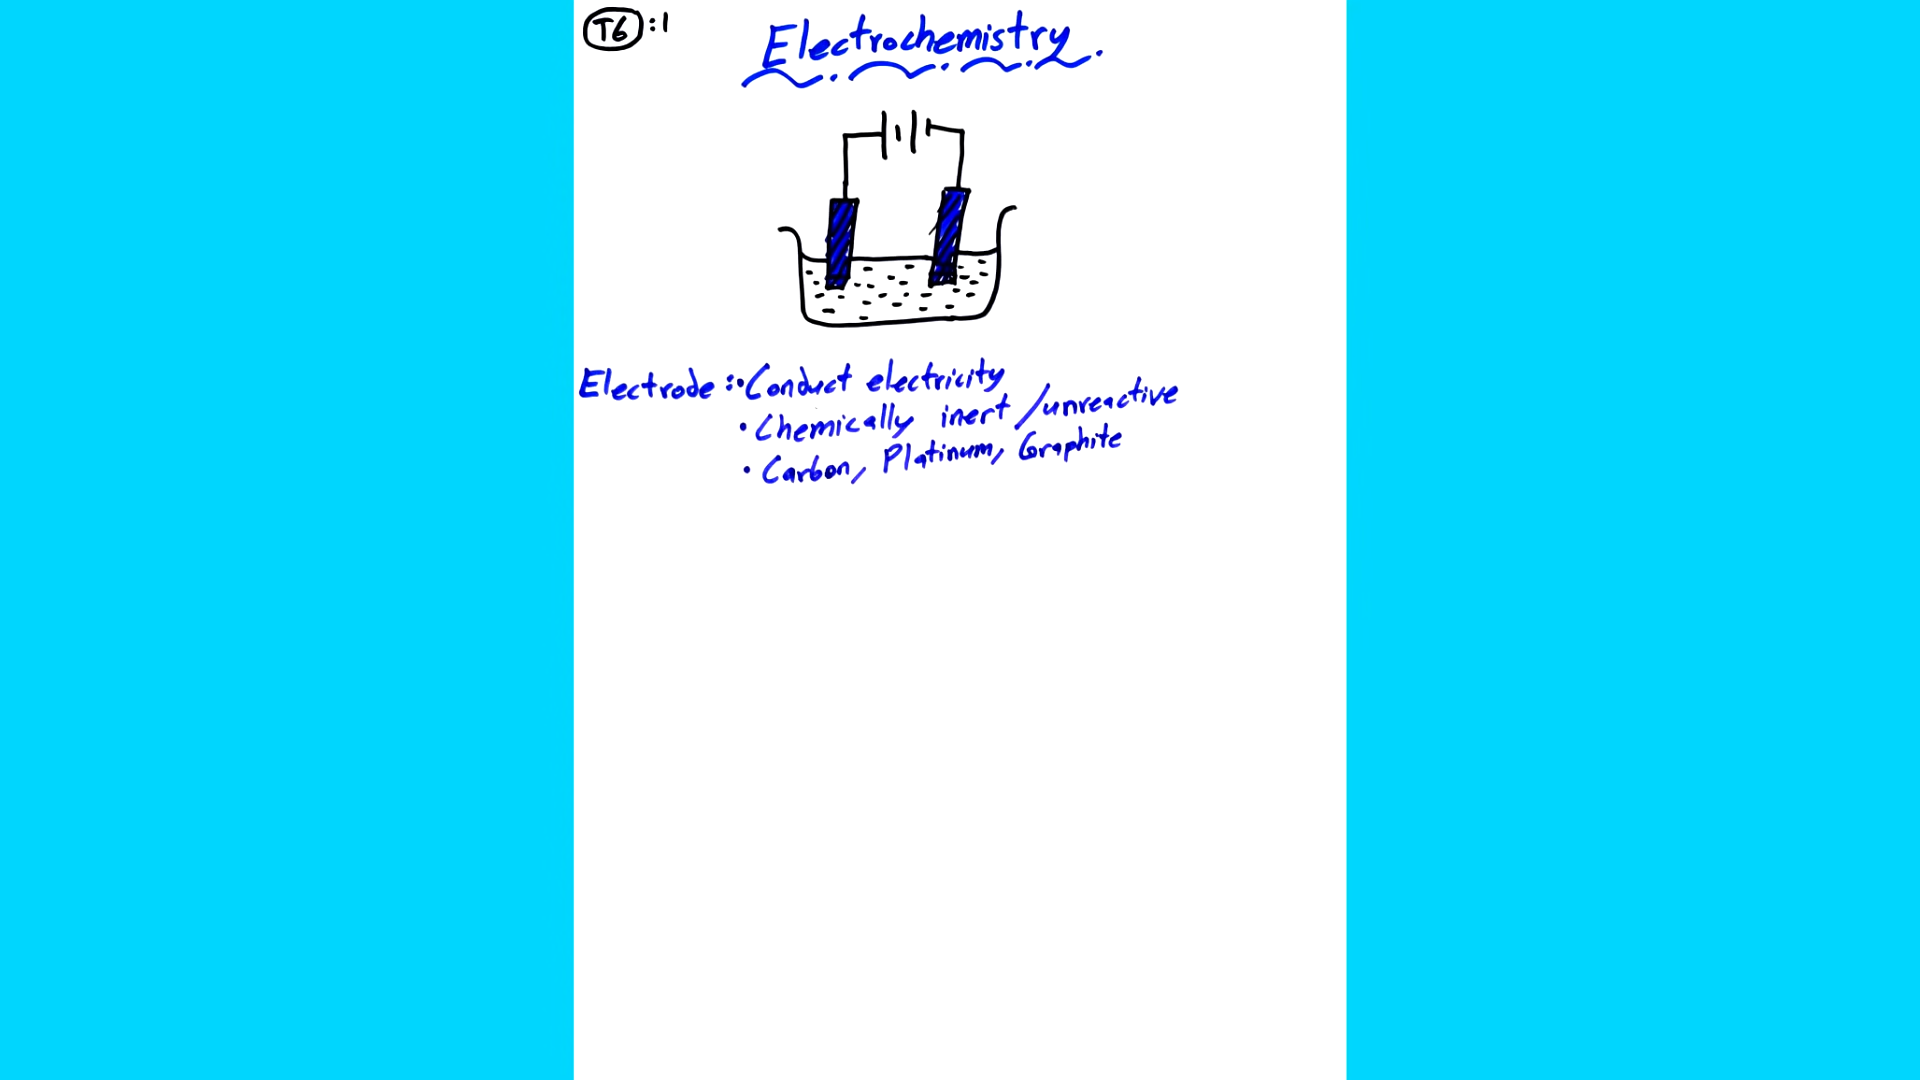 T6 :1
Electrochemistry.
Electrode :• Conduct electricity
• Chemically inert /unreactive
• Carbon, Platinum, Graphite